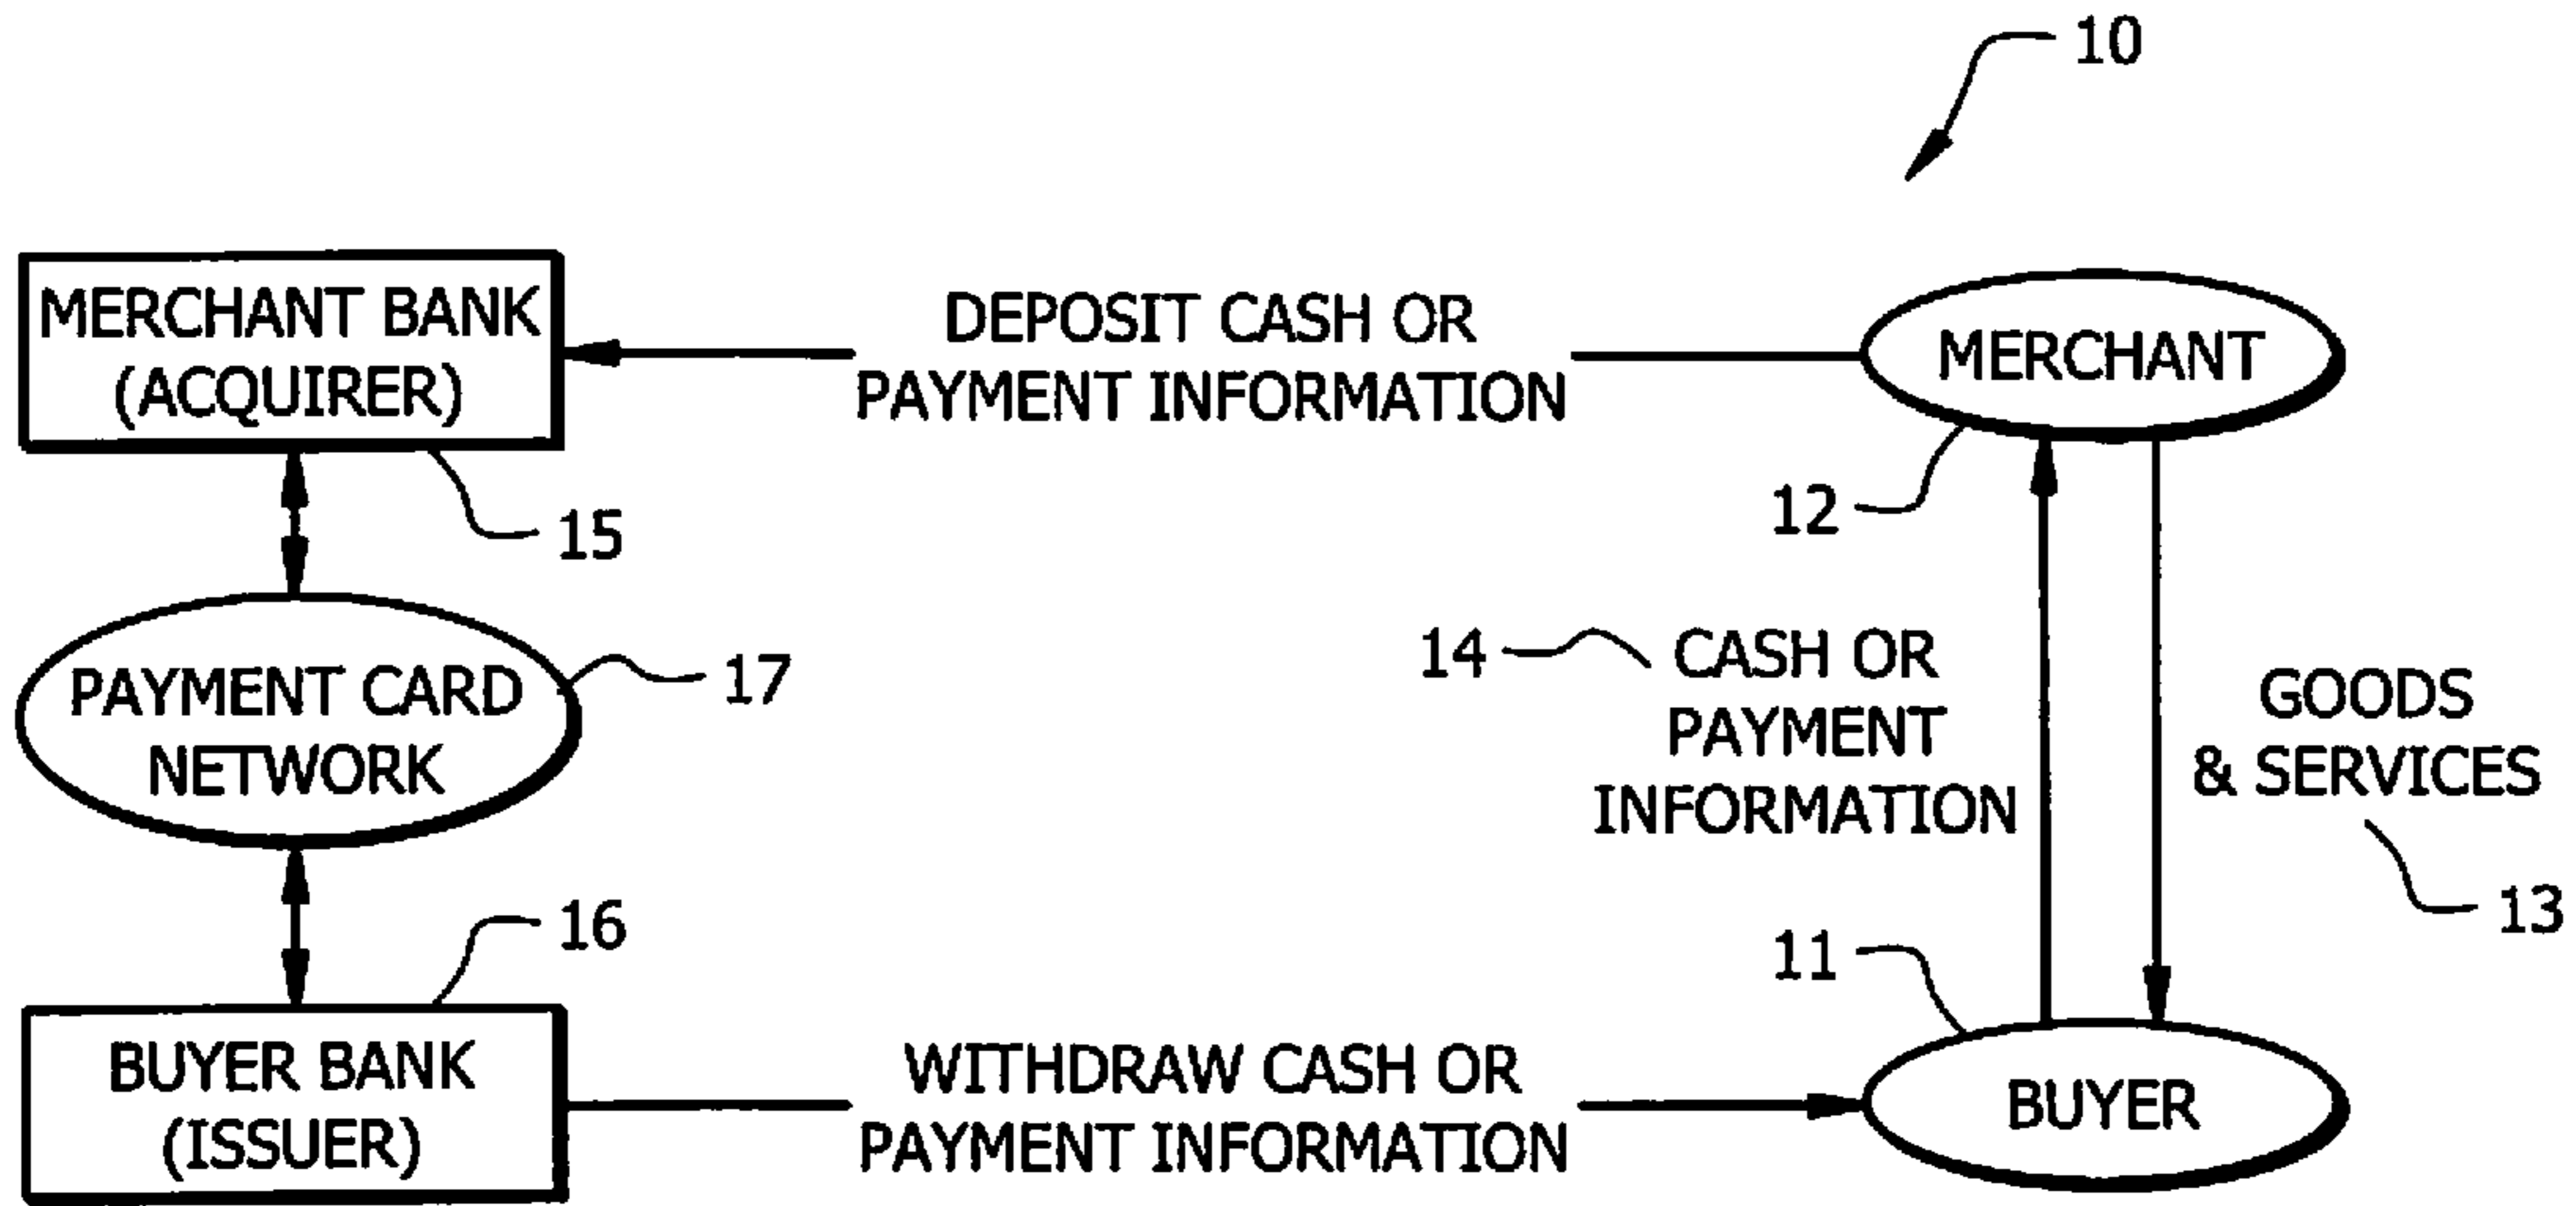 10
MERCHANT BANK
(ACQUIRER)
DEPOSIT CASH OR
PAYMENT INFORMATION
MERCHANT
12
15
14
CASH OR
PAYMENT
INFORMATION
GOODS
& SERVICES
13
PAYMENT CARD
NETWORK
17
16
11
BUYER BANK
(ISSUER)
WITHDRAW CASH OR
PAYMENT INFORMATION
BUYER